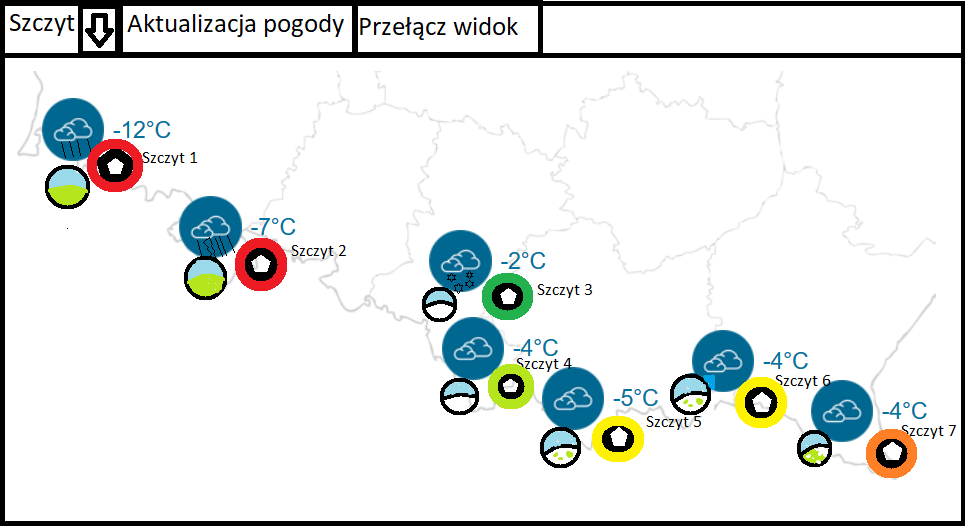 Szczyt
Aktualizacja pogody
Przełącz widok
-12°C
Szczyt 1
-7°C
Szczyt 2
-2°C
Szczyt 3
-4°C
Szczyt 4
-5°C
Szczyt 5
-4°C
Szczyt 6
-4°C
Szczyt 7